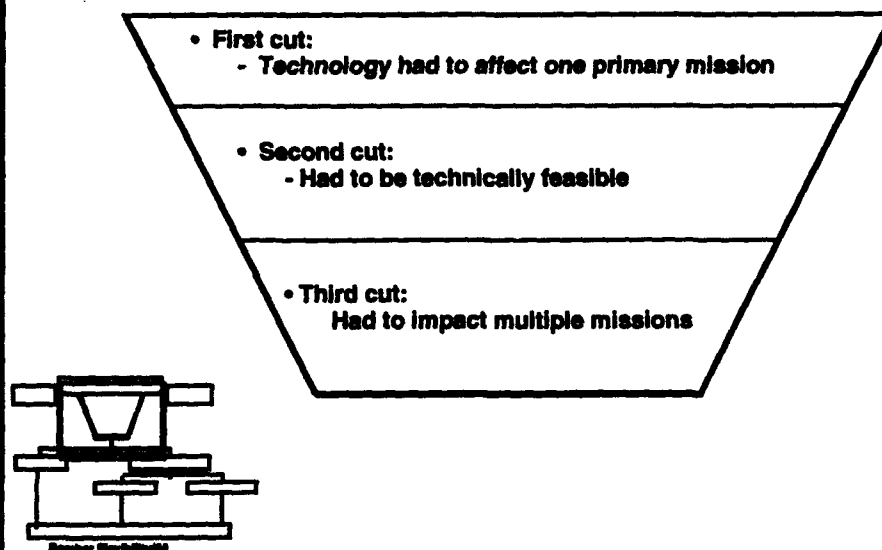 • First cut:
- Technology had to affect one primary mission
• Second cut:
- Had to be technically feasible
• Third cut:
Had to impact multiple missions